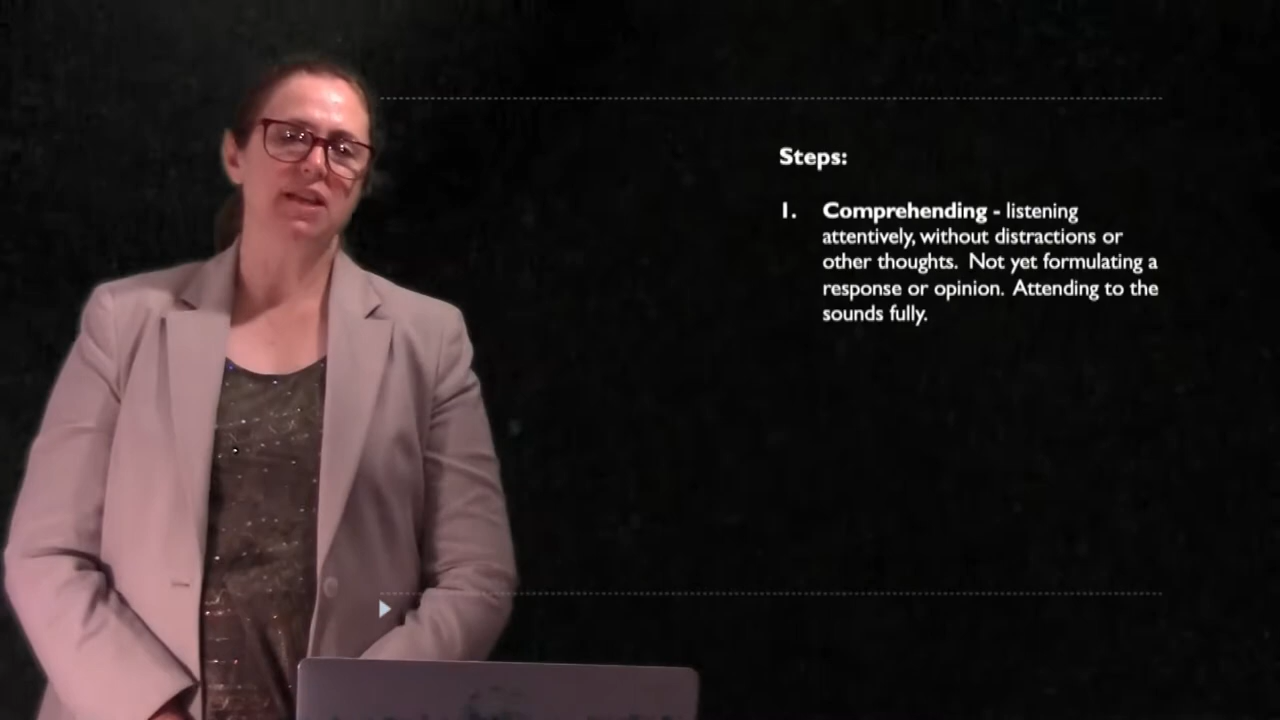 Steps:
1. Comprehending - listening
attentively, without distractions or
other thoughts. Not yet formulating a
response or opinion. Attending to the
sounds fully.